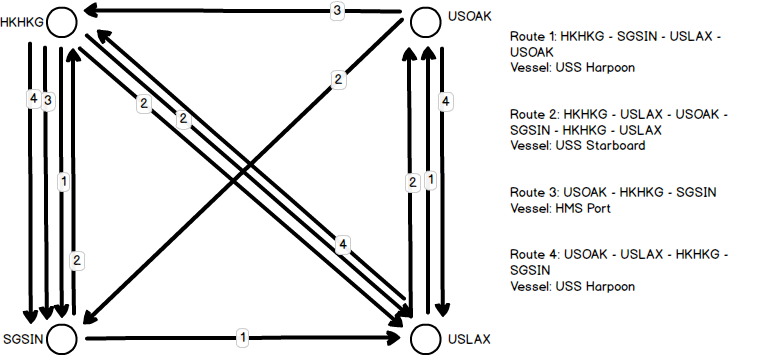 3
HKHKG
USOAK
Route 1: HKHKG - SGSIN - USLAX -
USOAK
Vessel: USS Harpoon
2
4
3
2
2
4
Route 2: HKHKG - USLAX - USOAK -
SGSIN - HKHKG - USLAX
Vessel: USS Starboard
1
2
1
Route 3: USOAK - HKHKG - SGSIN
Vessel: HMS Port
2
4
Route 4: USOAK - USLAX - HKHKG -
SGSIN
Vessel: USS Harpoon
SGSIN
1
USLAX